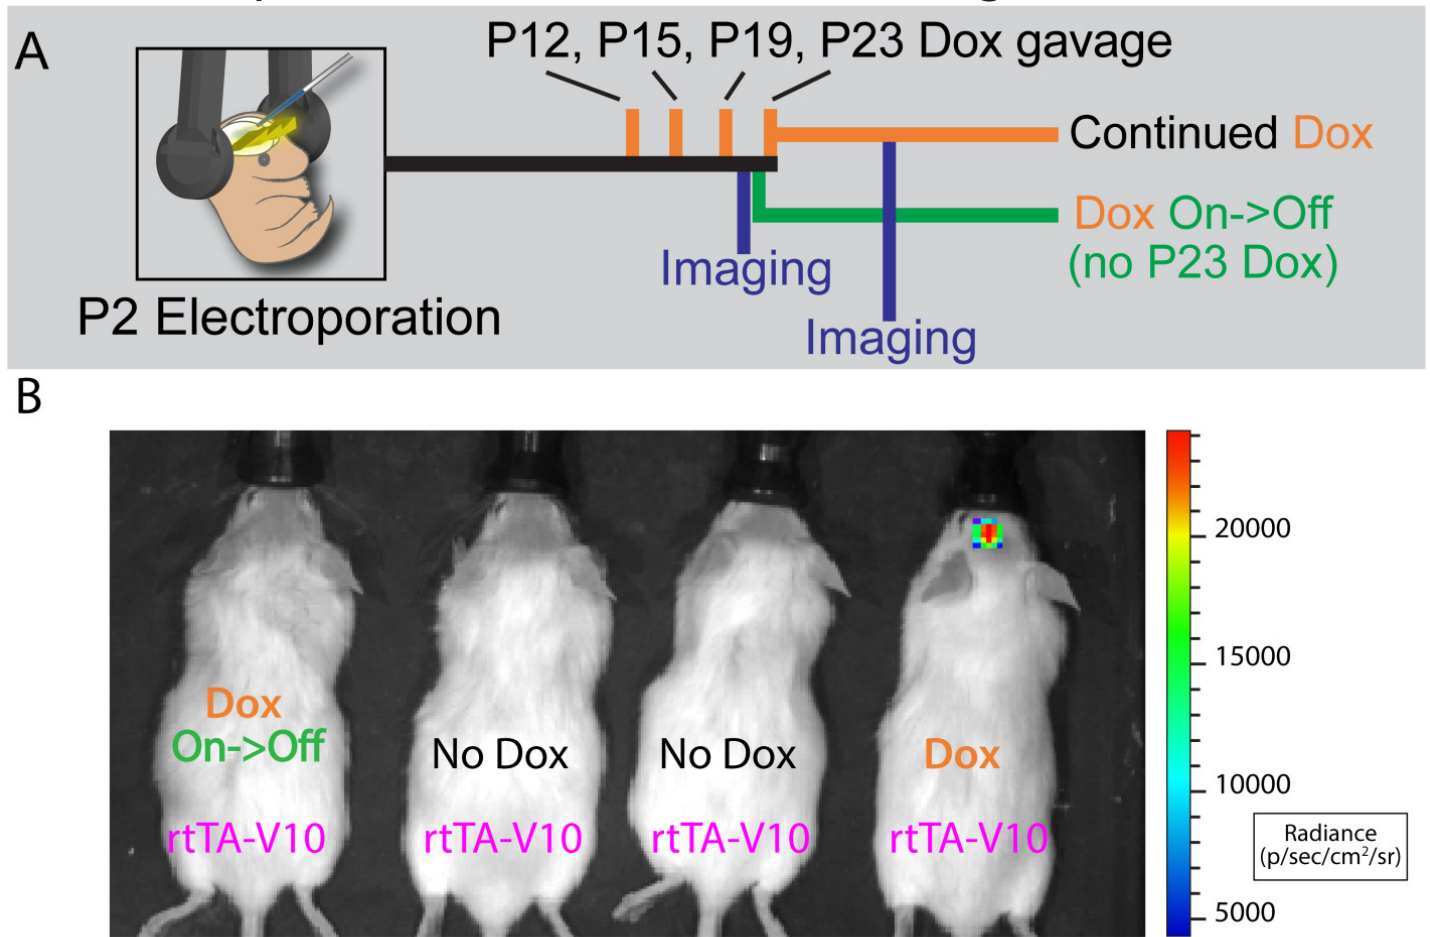 A
P12, P15, P19, P23 Dox gavage
Continued Dox
Dox On->Off
(no P23 Dox)
Imaging
Imaging
P2 Electroporation
B
Dox
On->Off
No Dox
No Dox
Dox
rtTA-V10
rtTA-V10
rtTA-V10
rtTA-V10
20000
15000
10000
5000
Radiance
(p/sec/cm²/sr)